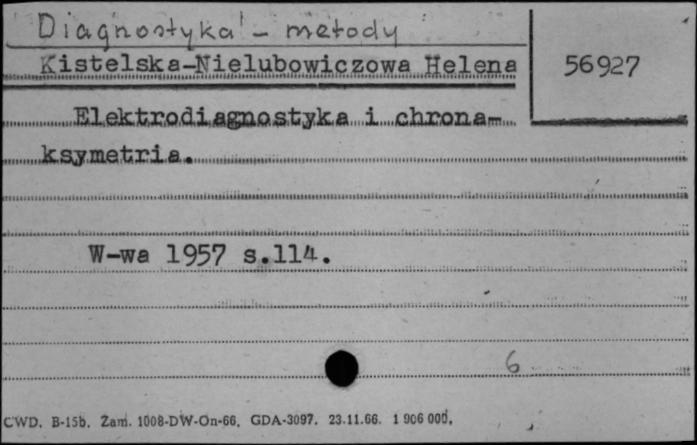 Diagnostyka - metody
Kistelska-Nielubowiczowa Helena
56927
Elektrodiagnostyka i chrona-
ksymetria.
W-wa 1957 s.114.
6
CWD. B-15b. Zam. 1008-DW-On-66. GDA-3097. 23.11.66. 1 906 000.